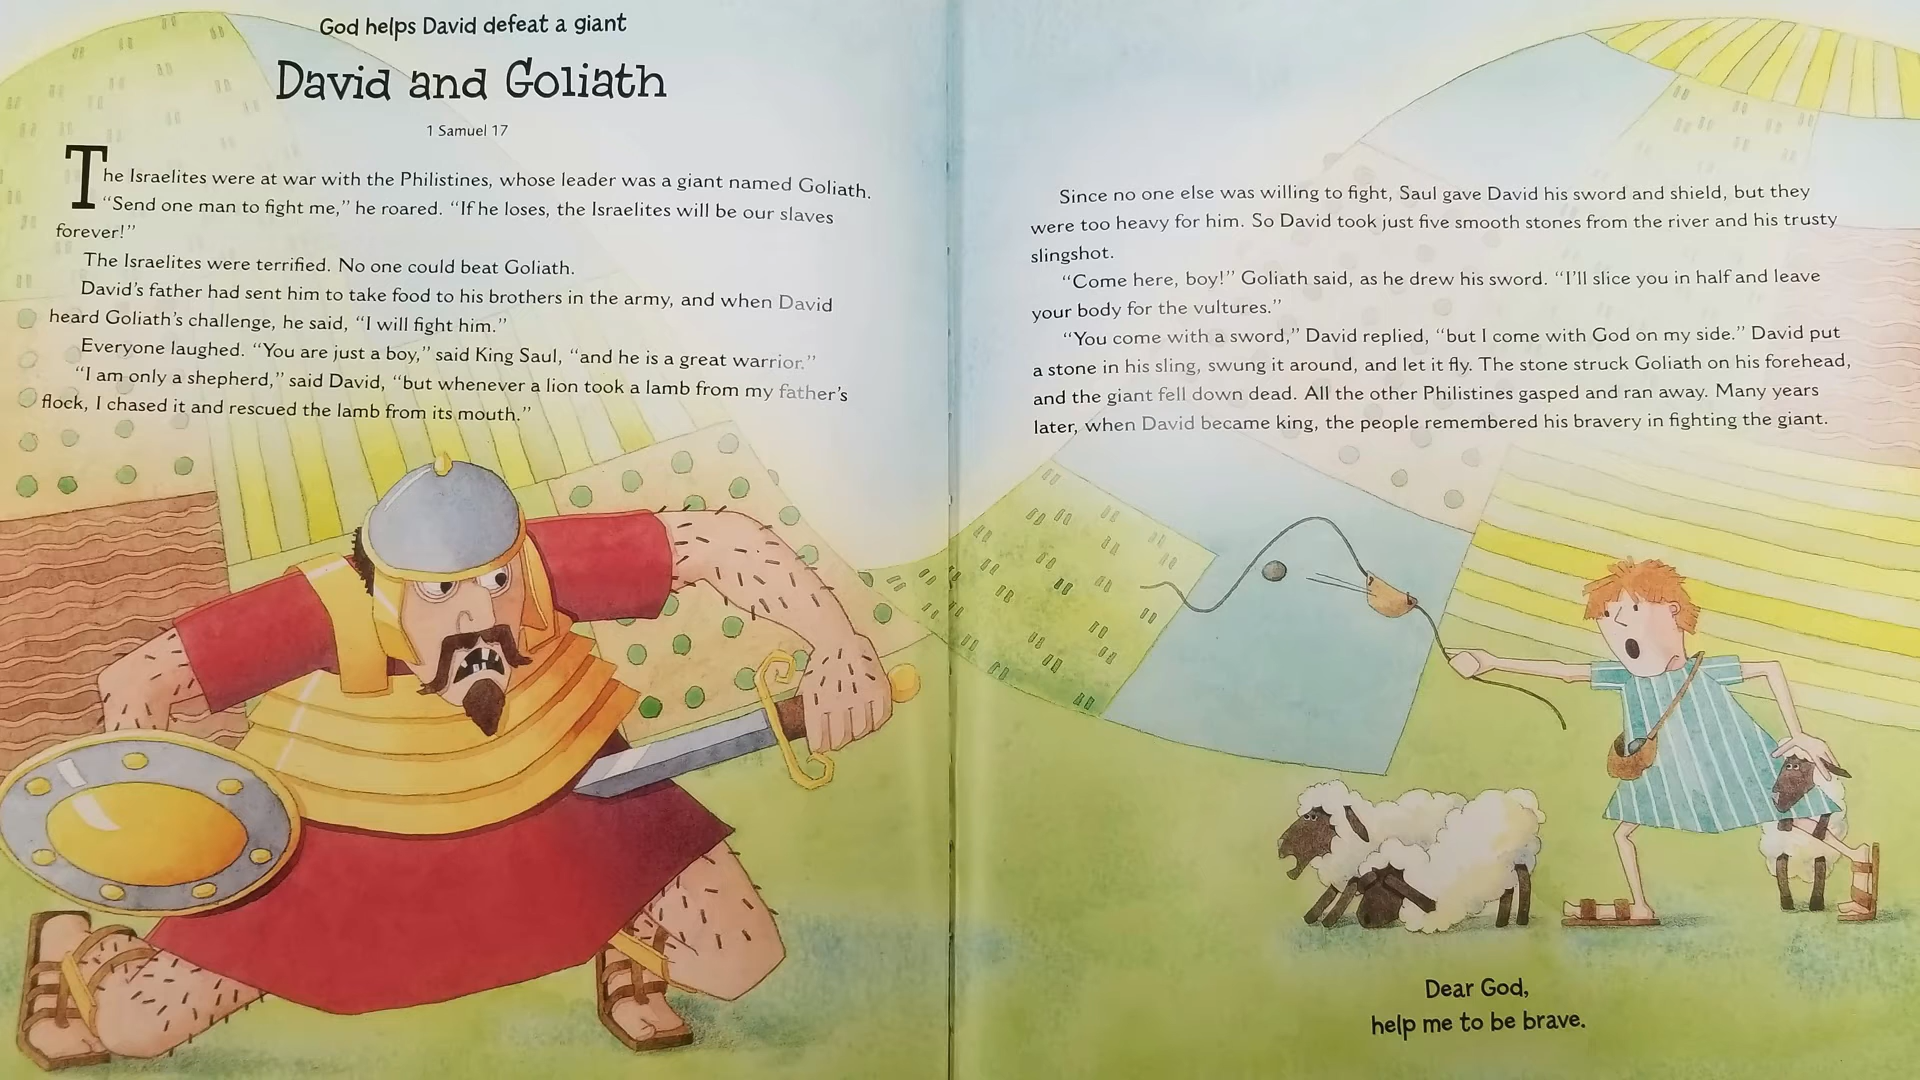 God helps David defeat a giant
David and Goliath
1 Samuel 17
The Israelites were at war with the Philistines, whose leader was a giant named Goliath.
“Send one man to fight me,” he roared. “If he loses, the Israelites will be our slaves
forever!”
The Israelites were terrified. No one could beat Goliath.
David’s father had sent him to take food to his brothers in the army, and when David
heard Goliath’s challenge, he said, “I will fight him.”
Everyone laughed. “You are just a boy,” said King Saul, “and he is a great warrior.”
“I am only a shepherd,” said David, “but whenever a lion took a lamb from my father’s
flock, I chased it and rescued the lamb from its mouth.”
Since no one else was willing to fight, Saul gave David his sword and shield, but they
were too heavy for him. So David took just five smooth stones from the river and his trusty
slingshot.
“Come here, boy!” Goliath said, as he drew his sword. “I’ll slice you in half and leave
your body for the vultures.”
“You come with a sword,” David replied, “but I come with God on my side.” David put
a stone in his sling, swung it around, and let it fly. The stone struck Goliath on his forehead,
and the giant fell down dead. All the other Philistines gasped and ran away. Many years
later, when David became king, the people remembered his bravery in fighting the giant.
Dear God,
help me to be brave.